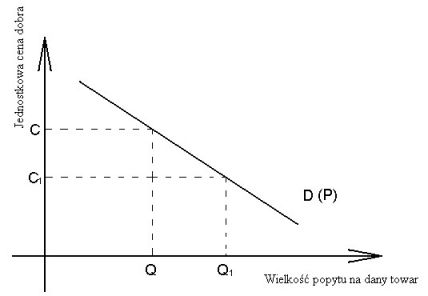 Jednostkowa cena dobra
C
C1
D (P)
Q
Q1
Wielkość popytu na dany towar